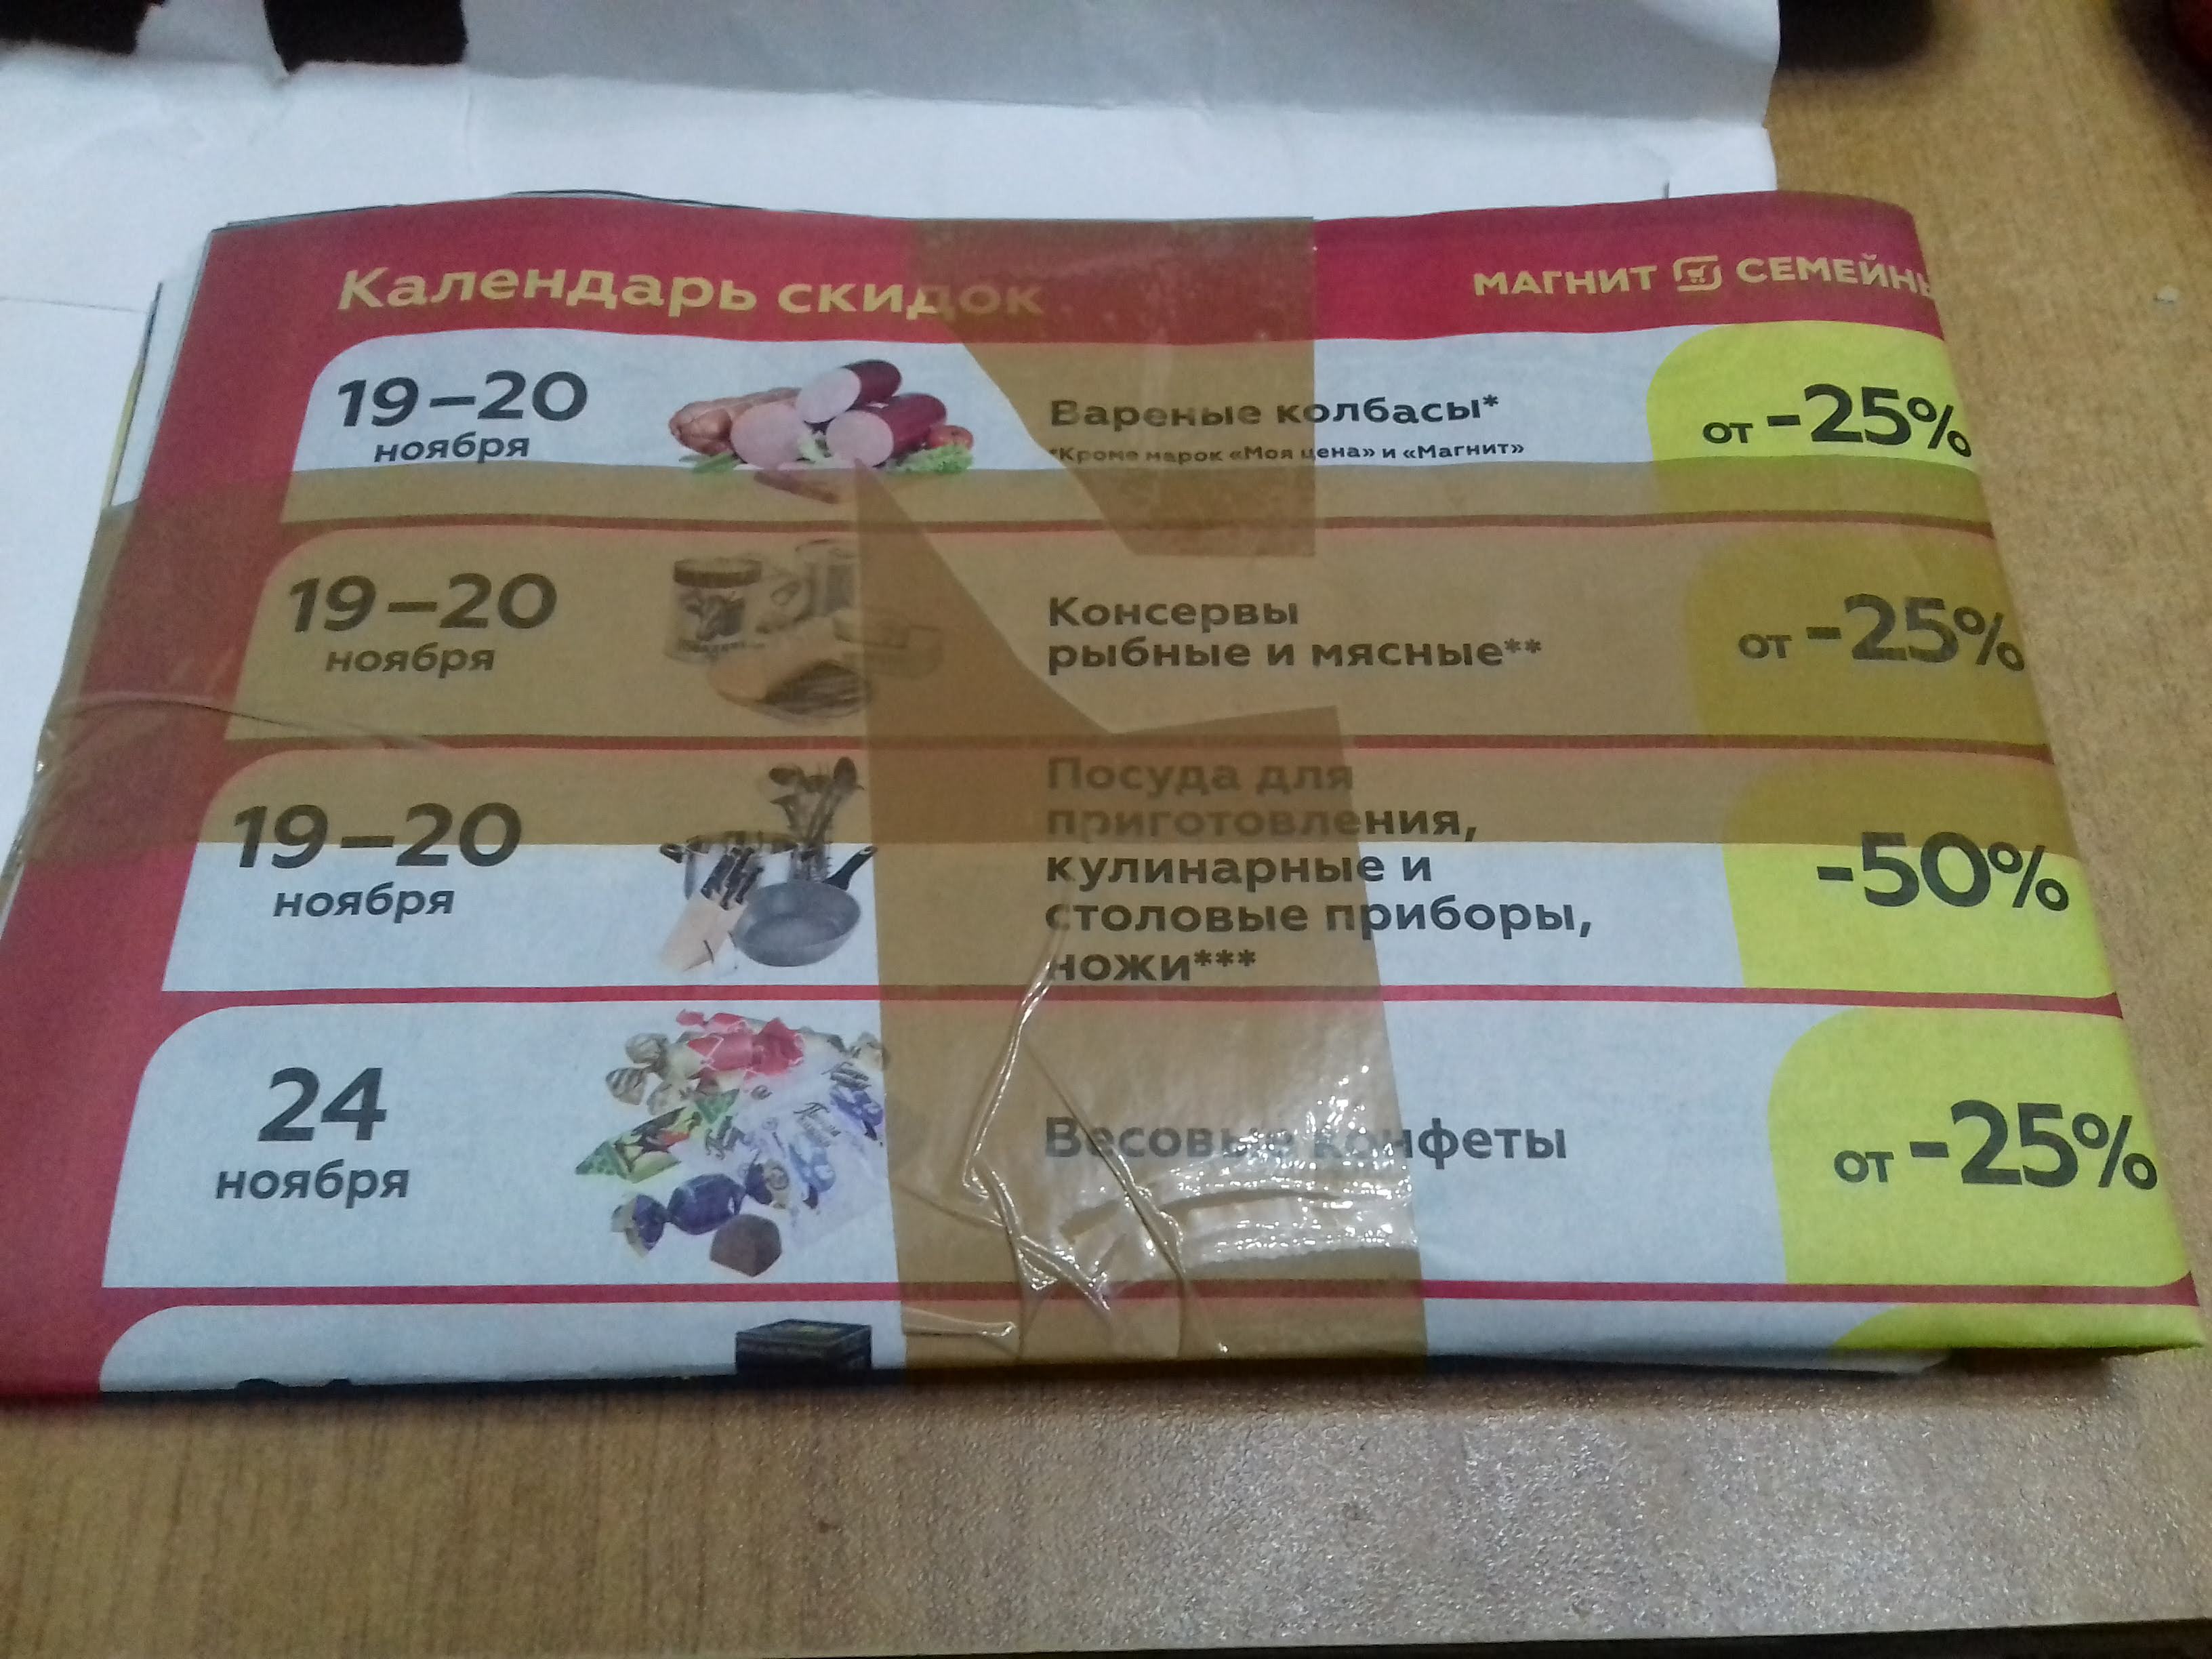 Календарь скидок
МАГНИТ СЕМЕЙНЫ
19–20
ноября
Вареные колбасы*
*Кроме марок «Моя цена» и «Магнит»
от -25%
19–20
ноября
Консервы
рыбные и мясные**
от -25%
19–20
ноября
Посуда для
приготовления,
кулинарные и
столовые приборы,
ножи***
-50%
24
ноября
Весовые конфеты
от -25%